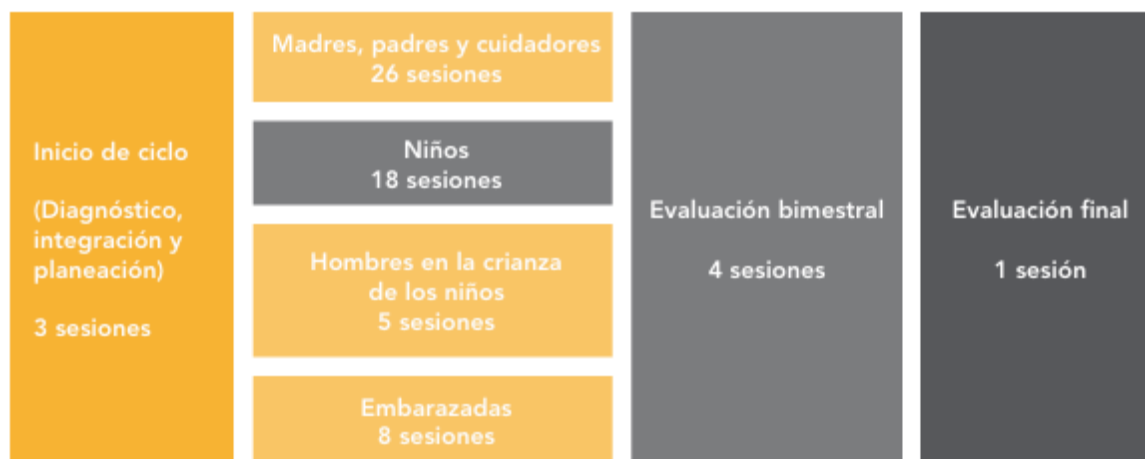 Inicio de ciclo
(Diagnóstico,
integración y
planeación)
3 sesiones
Madres, padres y cuidadores
26 sesiones
Niños
18 sesiones
Hombres en la crianza
de los niños
5 sesiones
Embarazadas
8 sesiones
Evaluación bimestral
4 sesiones
Evaluación final
1 sesión